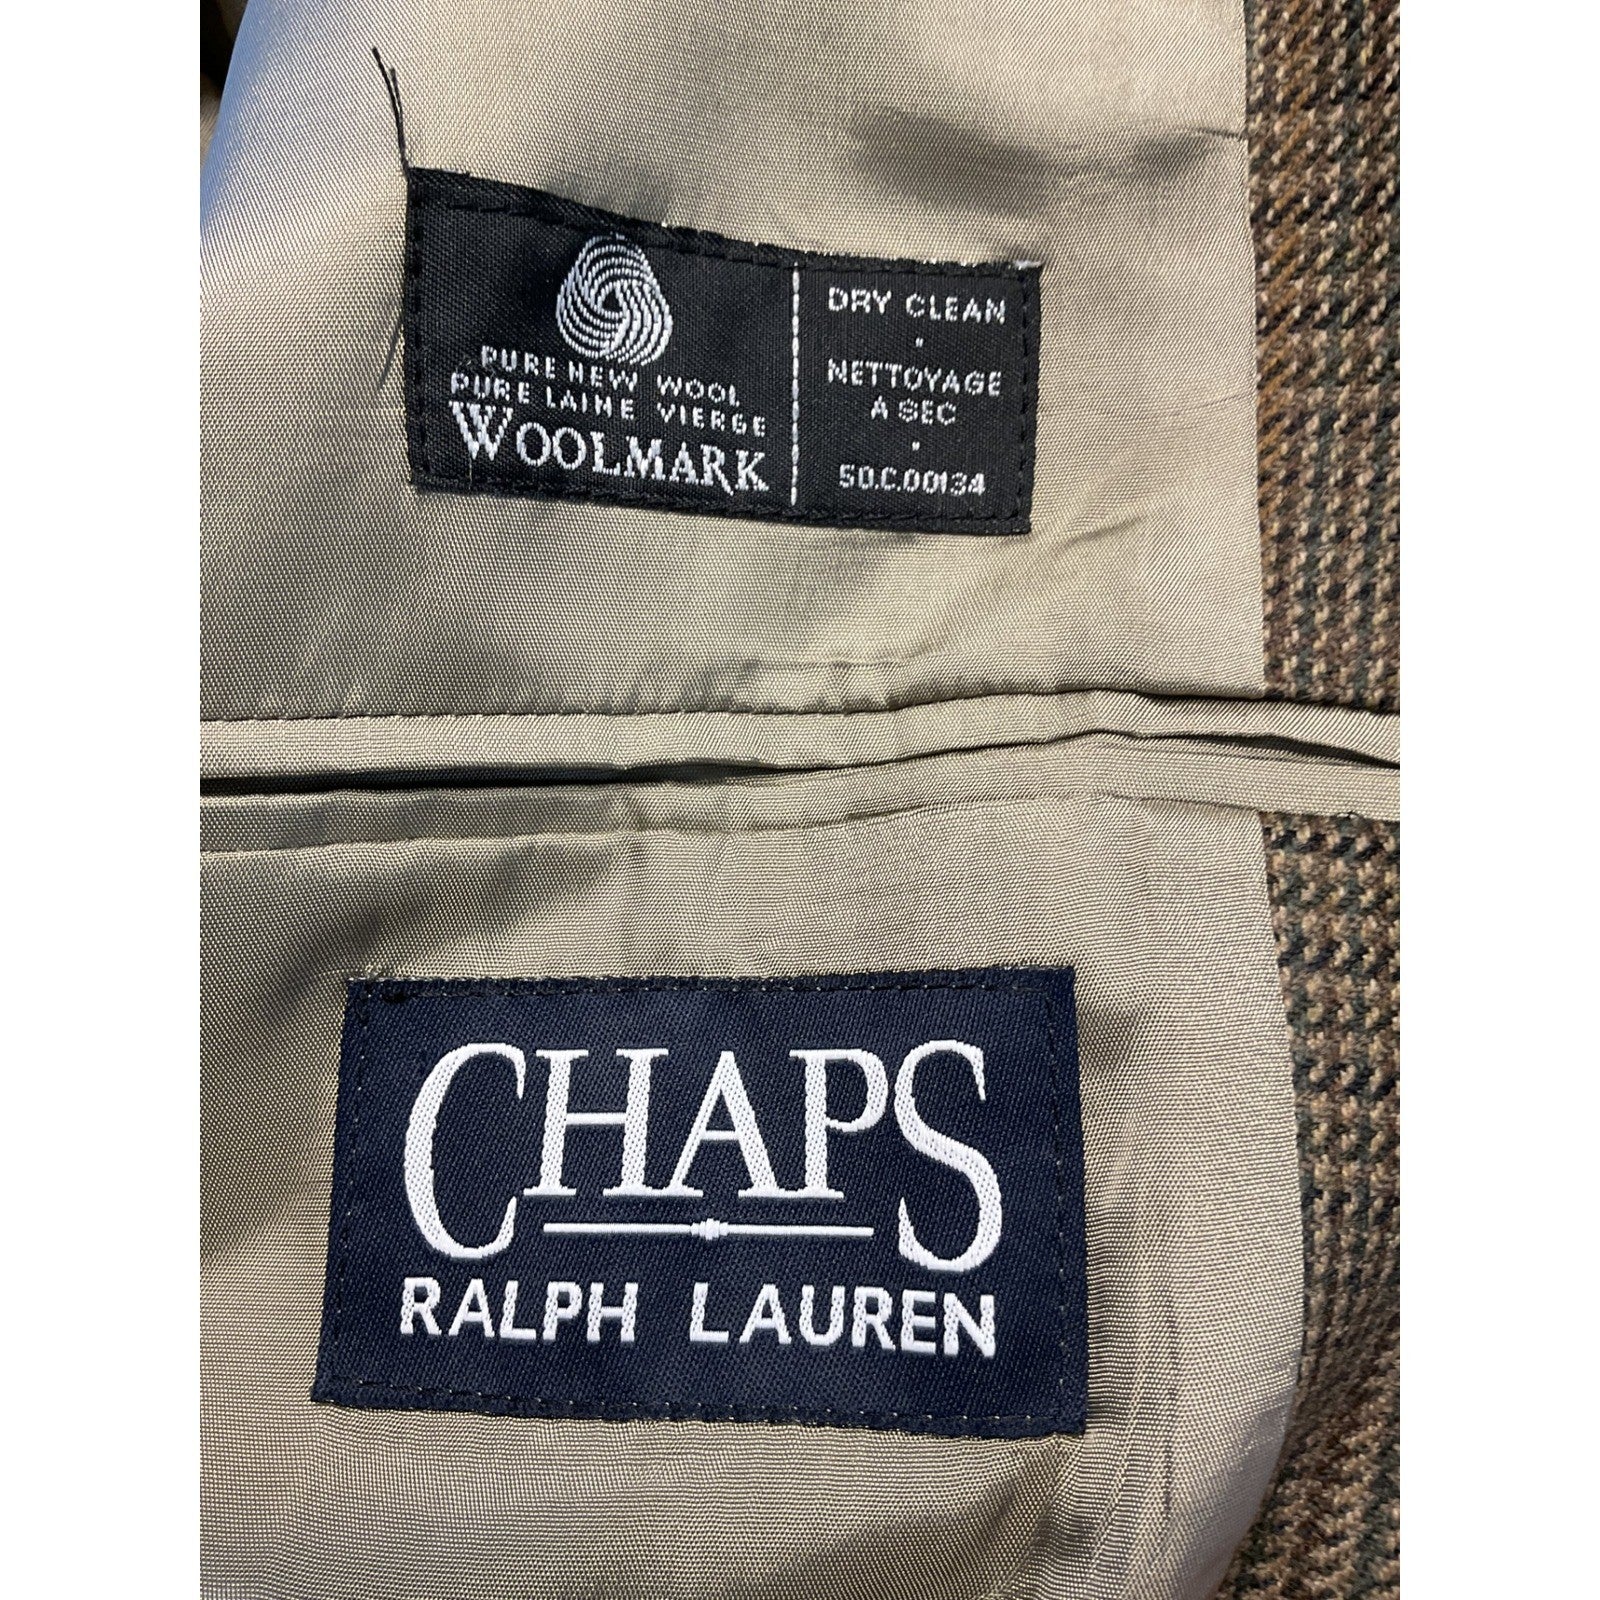 PURE NEW WOOL
PURE LAINE VIERGE
WOOLMARK
DRY CLEAN
NETTOYAGE
A SEC
50.C.00134
CHAPS
RALPH LAUREN